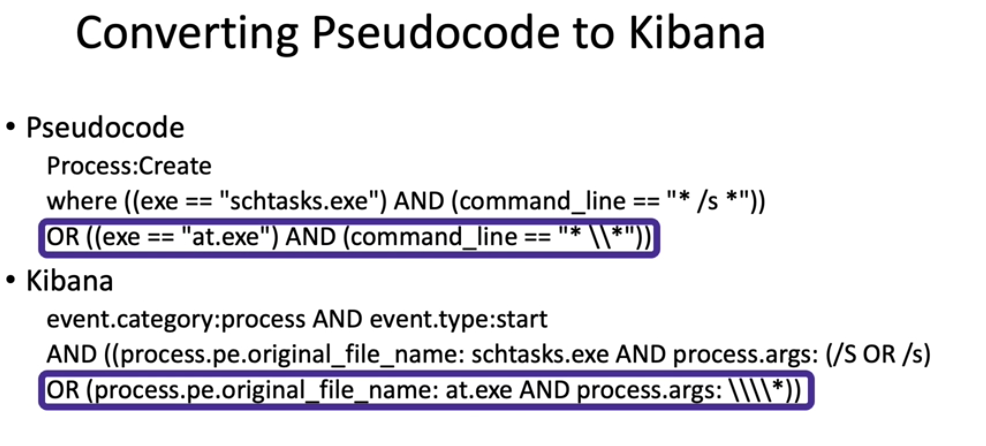 Converting Pseudocode to Kibana
• Pseudocode
Process:Create
where ((exe == "schtasks.exe") AND (command_line == "* /s *"))
OR ((exe == "at.exe") AND (command_line == "* \\*"))
• Kibana
event.category:process AND event.type:start
AND ((process.pe.original_file_name: schtasks.exe AND process.args: (/S OR /s)
OR (process.pe.original_file_name: at.exe AND process.args: \\\\*))